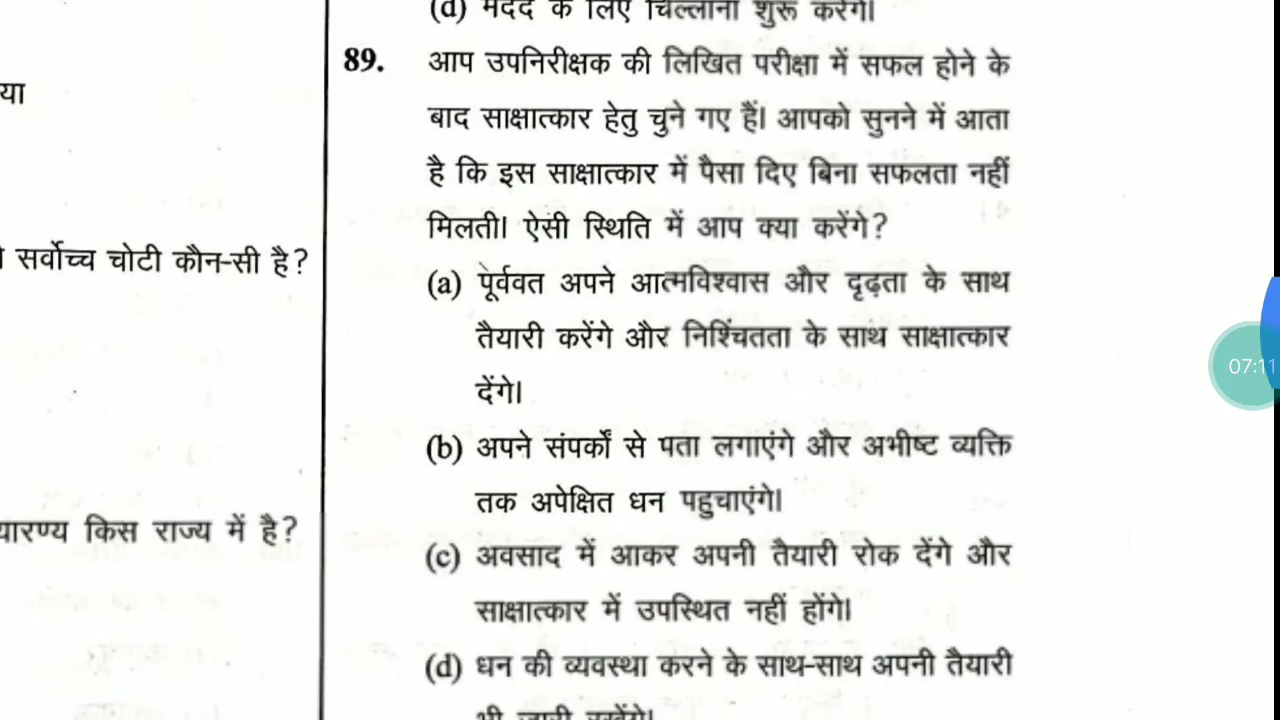 या
सर्वोच्च चोटी कौन-सी है?
यारण्य किस राज्य में है?
(d) मदद के लिए चिल्लाना शुरू करेंगे।
89. आप उपनिरीक्षक की लिखित परीक्षा में सफल होने के
बाद साक्षात्कार हेतु चुने गए हैं। आपको सुनने में आता
है कि इस साक्षात्कार में पैसा दिए बिना सफलता नहीं
मिलती। ऐसी स्थिति में आप क्या करेंगे?
(a) पूर्ववत अपने आत्मविश्वास और दृढ़ता के साथ
तैयारी करेंगे और निश्चिंतता के साथ साक्षात्कार
देंगे।
(b) अपने संपर्कों से पता लगाएंगे और अभीष्ट व्यक्ति
तक अपेक्षित धन पहुचाएंगे।
(c) अवसाद में आकर अपनी तैयारी रोक देंगे और
साक्षात्कार में उपस्थित नहीं होंगे।
(d) धन की व्यवस्था करने के साथ-साथ अपनी तैयारी
भी जारी रखेंगे।
07:11